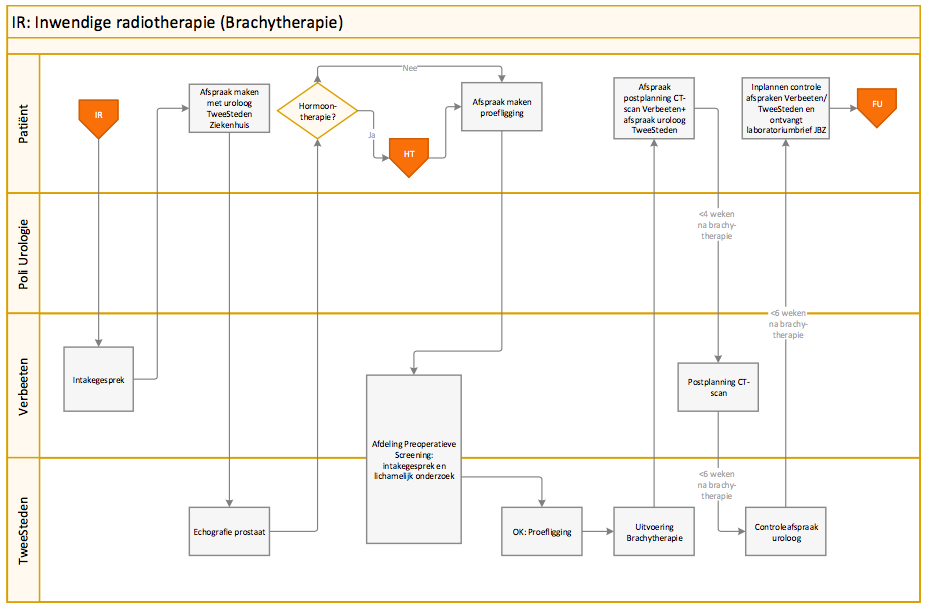 IR: Inwendige radiotherapie (Brachytherapie)
Patiënt
IR
Afspraak maken
met uroloog
TweeSteden
Ziekenhuis
Hormoon-
therapie?
Nee
Ja
HT
Afspraak maken
proefligging
Afspraak
postplanning CT-
scan Verbeeten+
afspraak uroloog
TweeSteden
Inplannen controle
afspraken Verbeeten/
TweeSteden en
ontvangt
laboratoriumbrief JBZ
FU
Poli Urologie
<4 weken
na brachy-
therapie
<6 weken
na brachy-
therapie
Verbeeten
Intakegesprek
Postplanning CT-
scan
Afdeling Preoperatieve
Screening:
intakegesprek en
lichamelijk onderzoek
TweeSteden
<6 weken
na brachy-
therapie
Echografie prostaat
OK: Proefligging
Uitvoering
Brachytherapie
Controleafspraak
uroloog